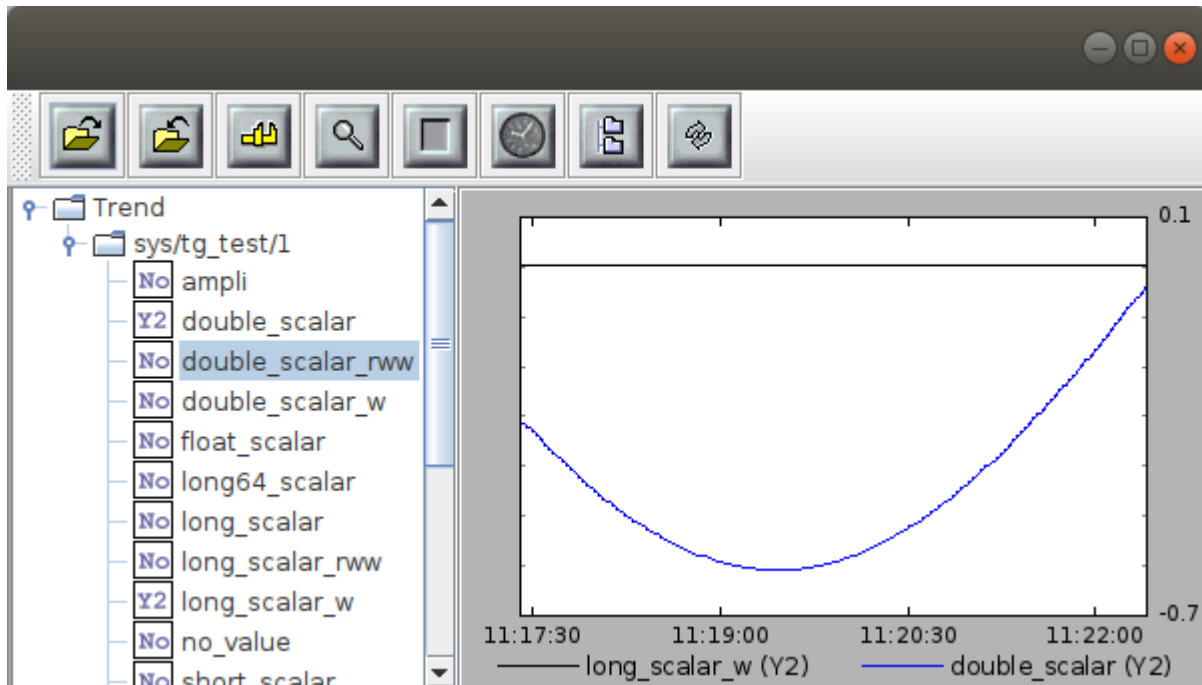 Trend
sys/tg_test/1
No ampli
Y2 double_scalar
No double_scalar_rww
No double_scalar_w
No float_scalar
No long64_scalar
No long_scalar
No long_scalar_rww
Y2 long_scalar_w
No no_value
No short_scalar
0.1
-0.7
11:17:30 11:19:00 11:20:30 11:22:00
long_scalar_w (Y2) double_scalar (Y2)